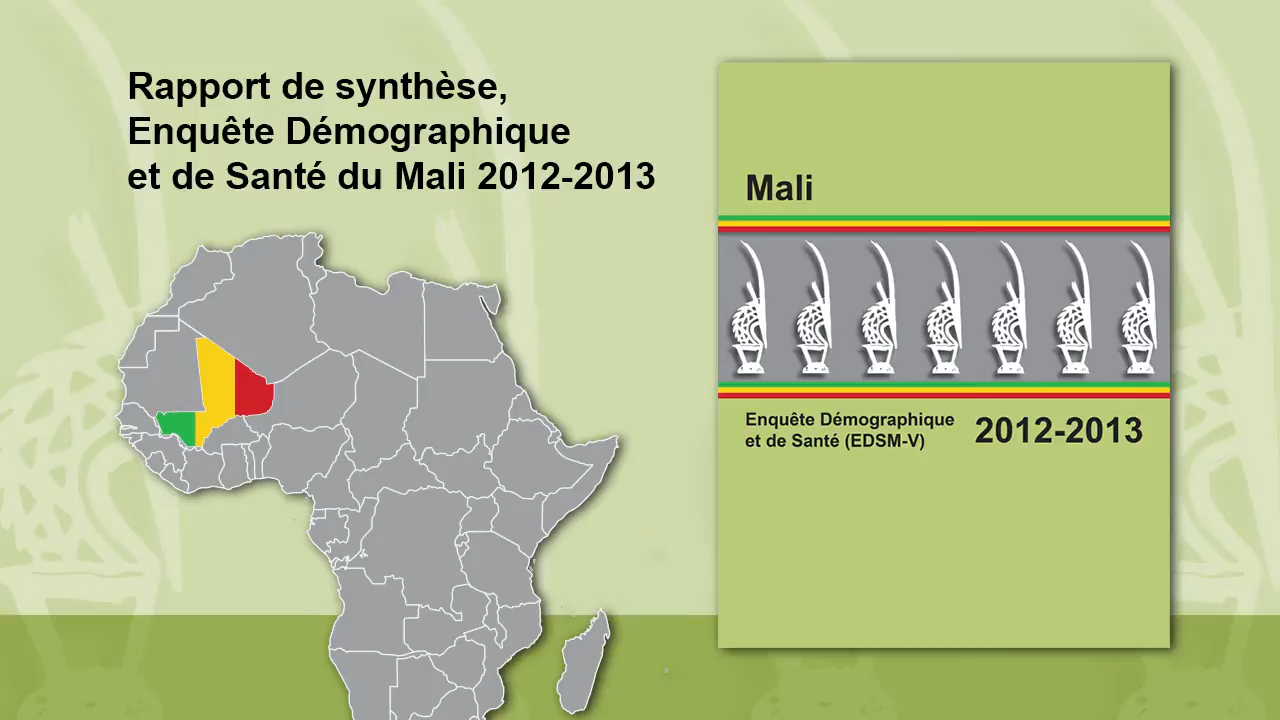 Rapport de synthèse,
Enquête Démographique
et de Santé du Mali 2012-2013
Mali
Enquête Démographique
et de Santé (EDSM-V)
2012-2013